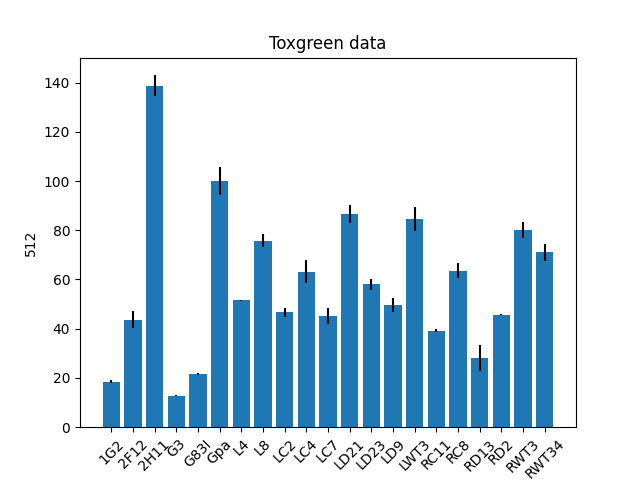 Toxgreen data
140
120
100
80
60
40
20
0
512
1G2
2F12
2H11
G3
G83I
Gpa
L4
L8
LC2
LC4
LC7
LD21
LD23
LD9
LWT3
RC11
RC8
RD13
RD2
RWT3
RWT34